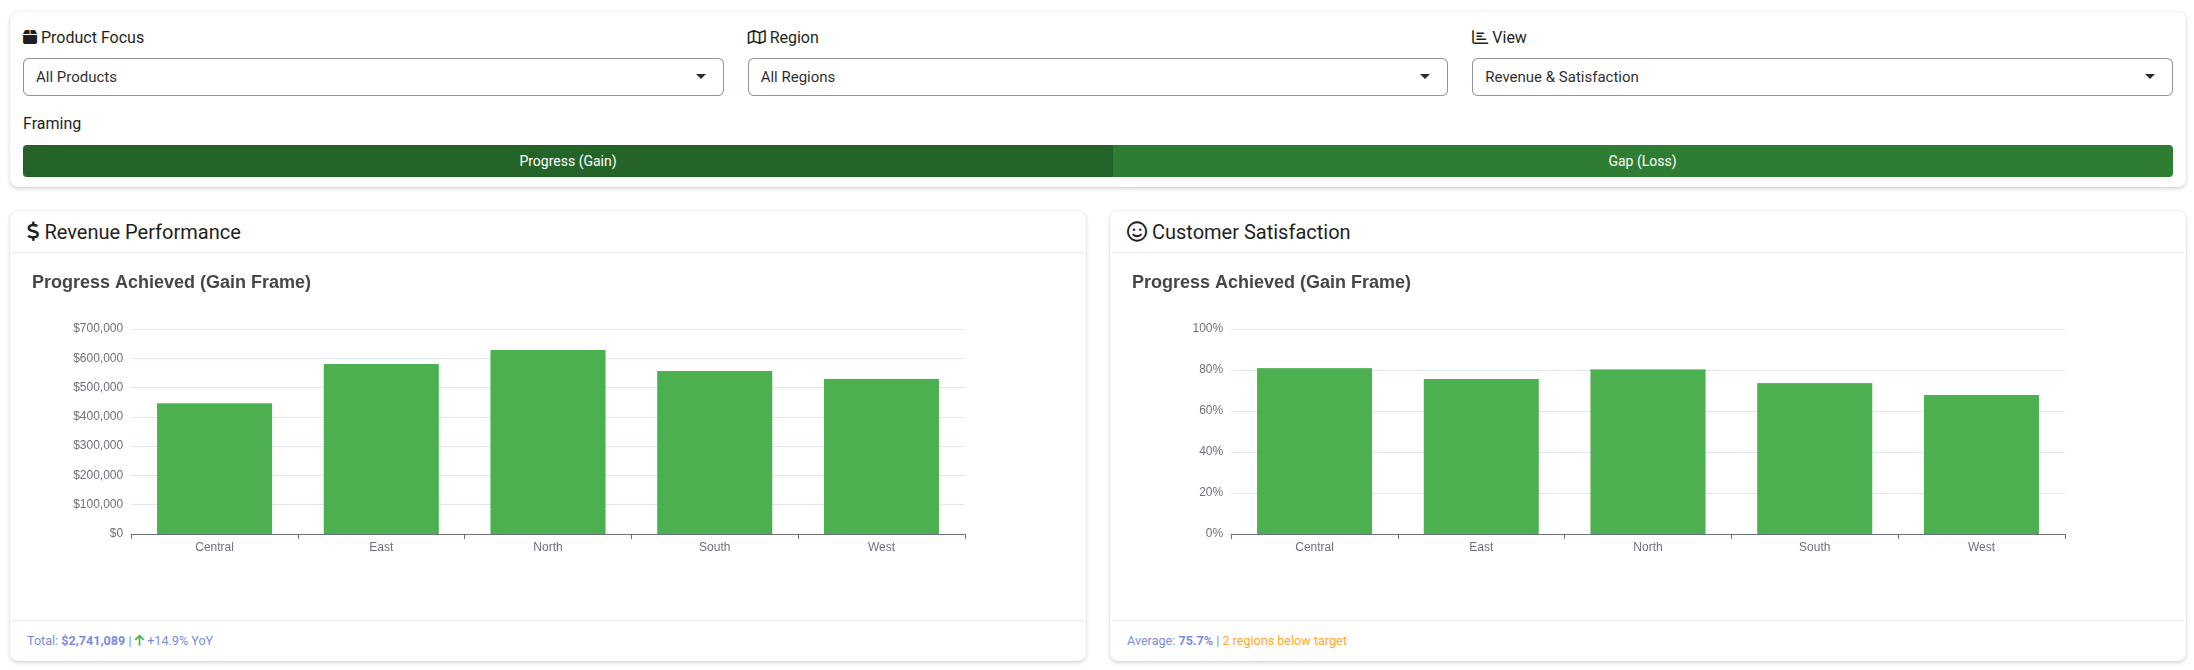 Product Focus
Region
View
All Products
All Regions
Revenue & Satisfaction
Framing
Progress (Gain)
Gap (Loss)
Revenue Performance
Progress Achieved (Gain Frame)
$700,000
$600,000
$500,000
$400,000
$300,000
$200,000
$100,000
$0
Central
East
North
South
West
Total: $2,741,089 | +14.9% YoY
Customer Satisfaction
Progress Achieved (Gain Frame)
100%
80%
60%
40%
20%
0%
Central
East
North
South
West
Average: 75.7% | 2 regions below target